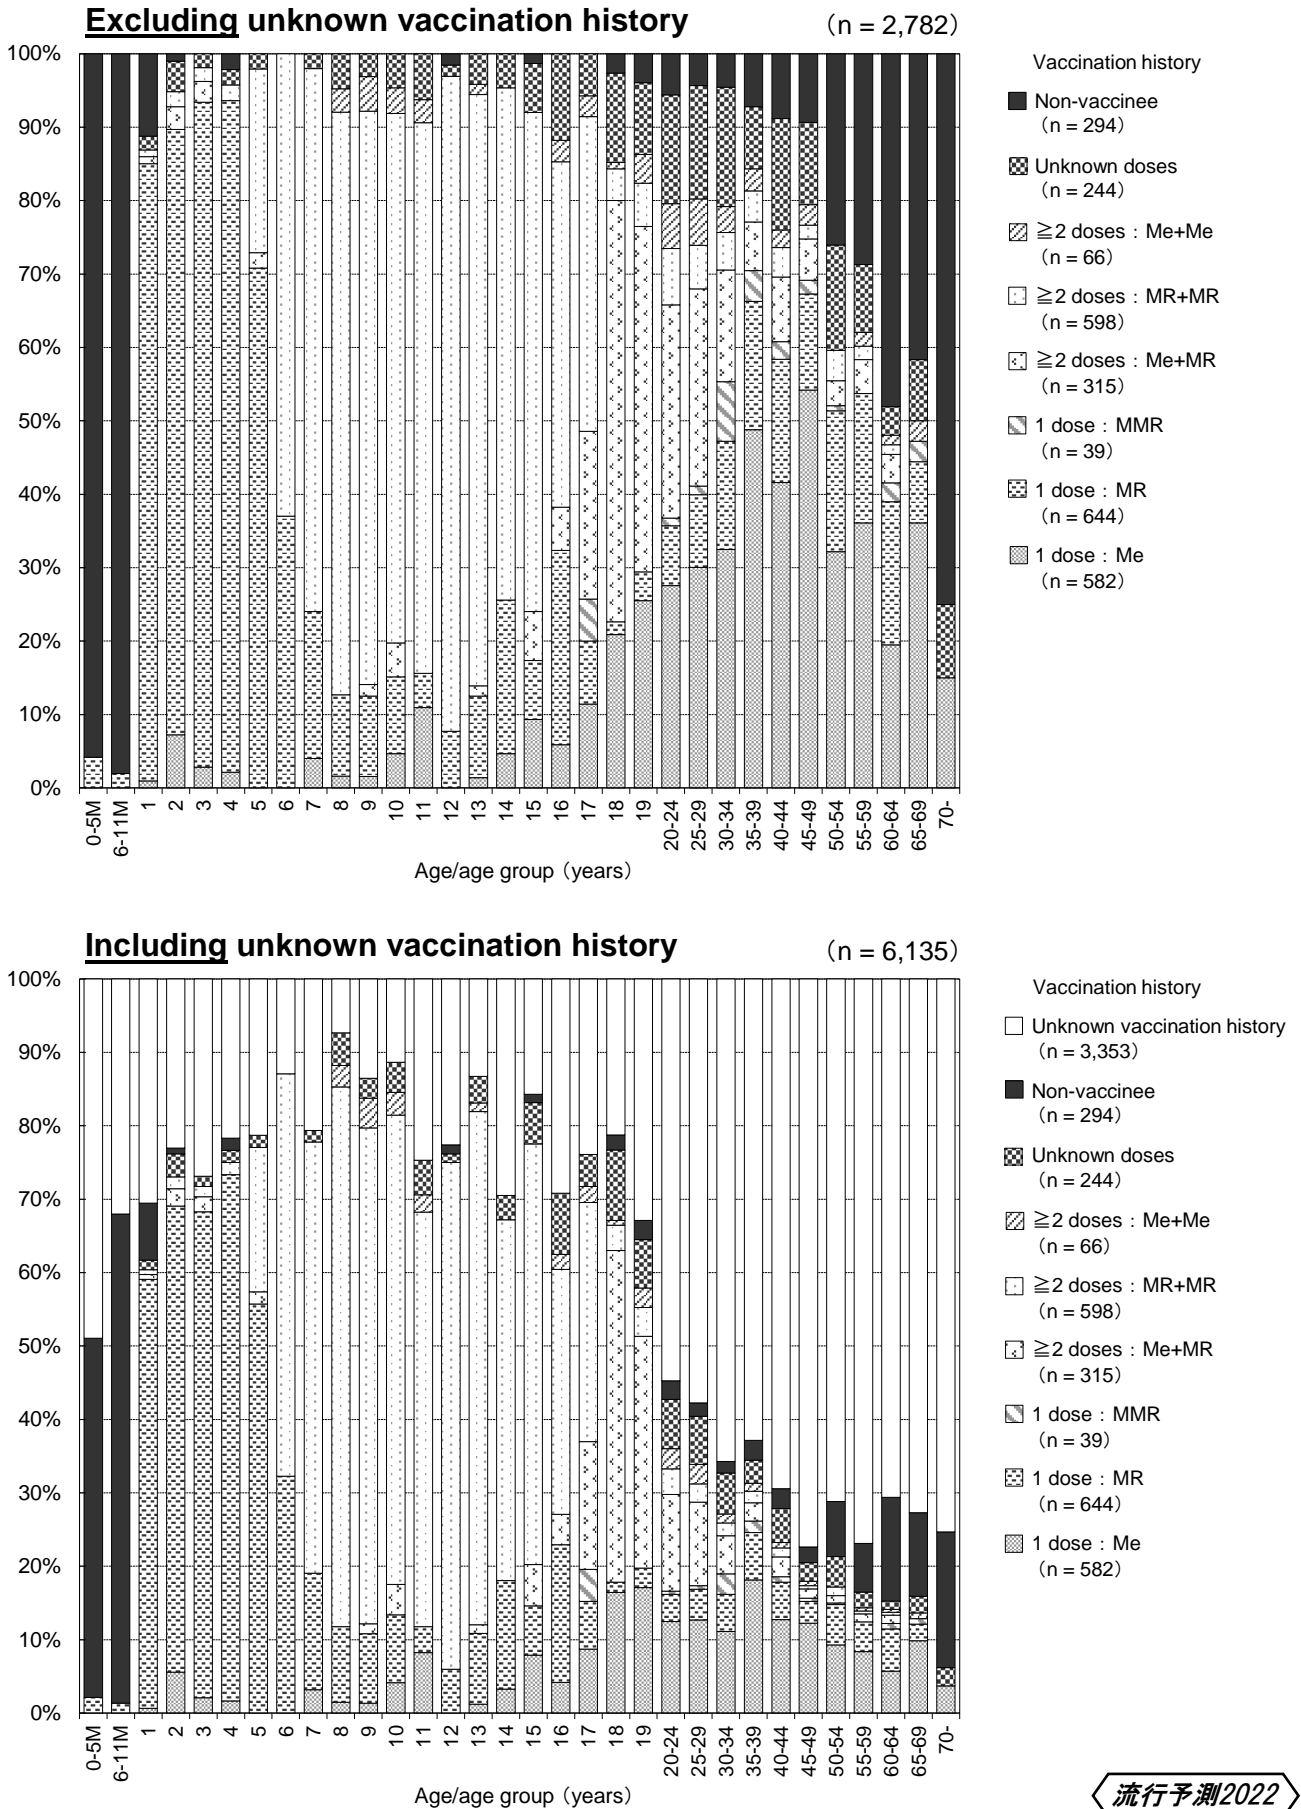 Excluding unknown vaccination history
（n = 2,782）
100%
90%
80%
70%
60%
50%
40%
30%
20%
10%
0%
0-5M
6-11M
1
2
3
4
5
6
7
8
9
10
11
12
13
14
15
16
17
18
19
20-24
25-29
30-34
35-39
40-44
45-49
50-54
55-59
60-64
65-69
70-
Age/age group（years）
Vaccination history
Non-vaccinee
（n = 294）
Unknown doses
（n = 244）
≧2 doses：Me+Me
（n = 66）
≧2 doses：MR+MR
（n = 598）
≧2 doses：Me+MR
（n = 315）
1 dose：MMR
（n = 39）
1 dose：MR
（n = 644）
1 dose：Me
（n = 582）
Including unknown vaccination history
（n = 6,135）
100%
90%
80%
70%
60%
50%
40%
30%
20%
10%
0%
0-5M
6-11M
1
2
3
4
5
6
7
8
9
10
11
12
13
14
15
16
17
18
19
20-24
25-29
30-34
35-39
40-44
45-49
50-54
55-59
60-64
65-69
70-
Age/age group（years）
Vaccination history
Unknown vaccination history
（n = 3,353）
Non-vaccinee
（n = 294）
Unknown doses
（n = 244）
≧2 doses：Me+Me
（n = 66）
≧2 doses：MR+MR
（n = 598）
≧2 doses：Me+MR
（n = 315）
1 dose：MMR
（n = 39）
1 dose：MR
（n = 644）
1 dose：Me
（n = 582）
流行予測2022